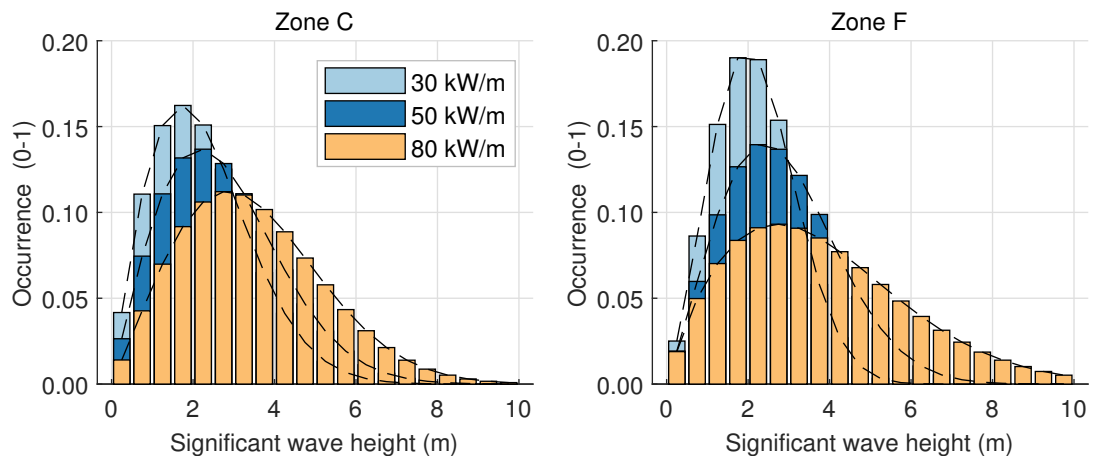 Zone C
0.20
0.15
0.10
0.05
0.00
Occurrence (0-1)
30 kW/m
50 kW/m
80 kW/m
0 2 4 6 8 10
Significant wave height (m)
Zone F
0.20
0.15
0.10
0.05
0.00
Occurrence (0-1)
0 2 4 6 8 10
Significant wave height (m)